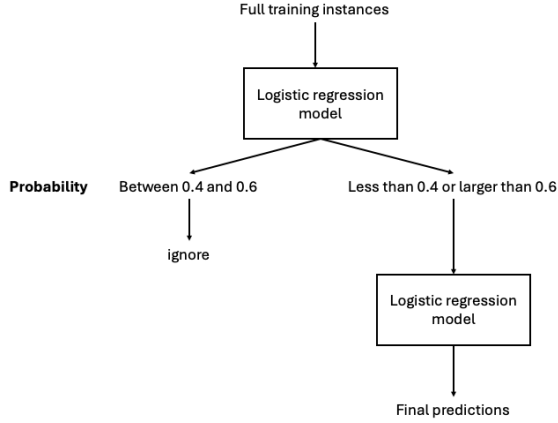 Full training instances
Logistic regression
model
Probability
Between 0.4 and 0.6
Less than 0.4 or larger than 0.6
ignore
Logistic regression
model
Final predictions